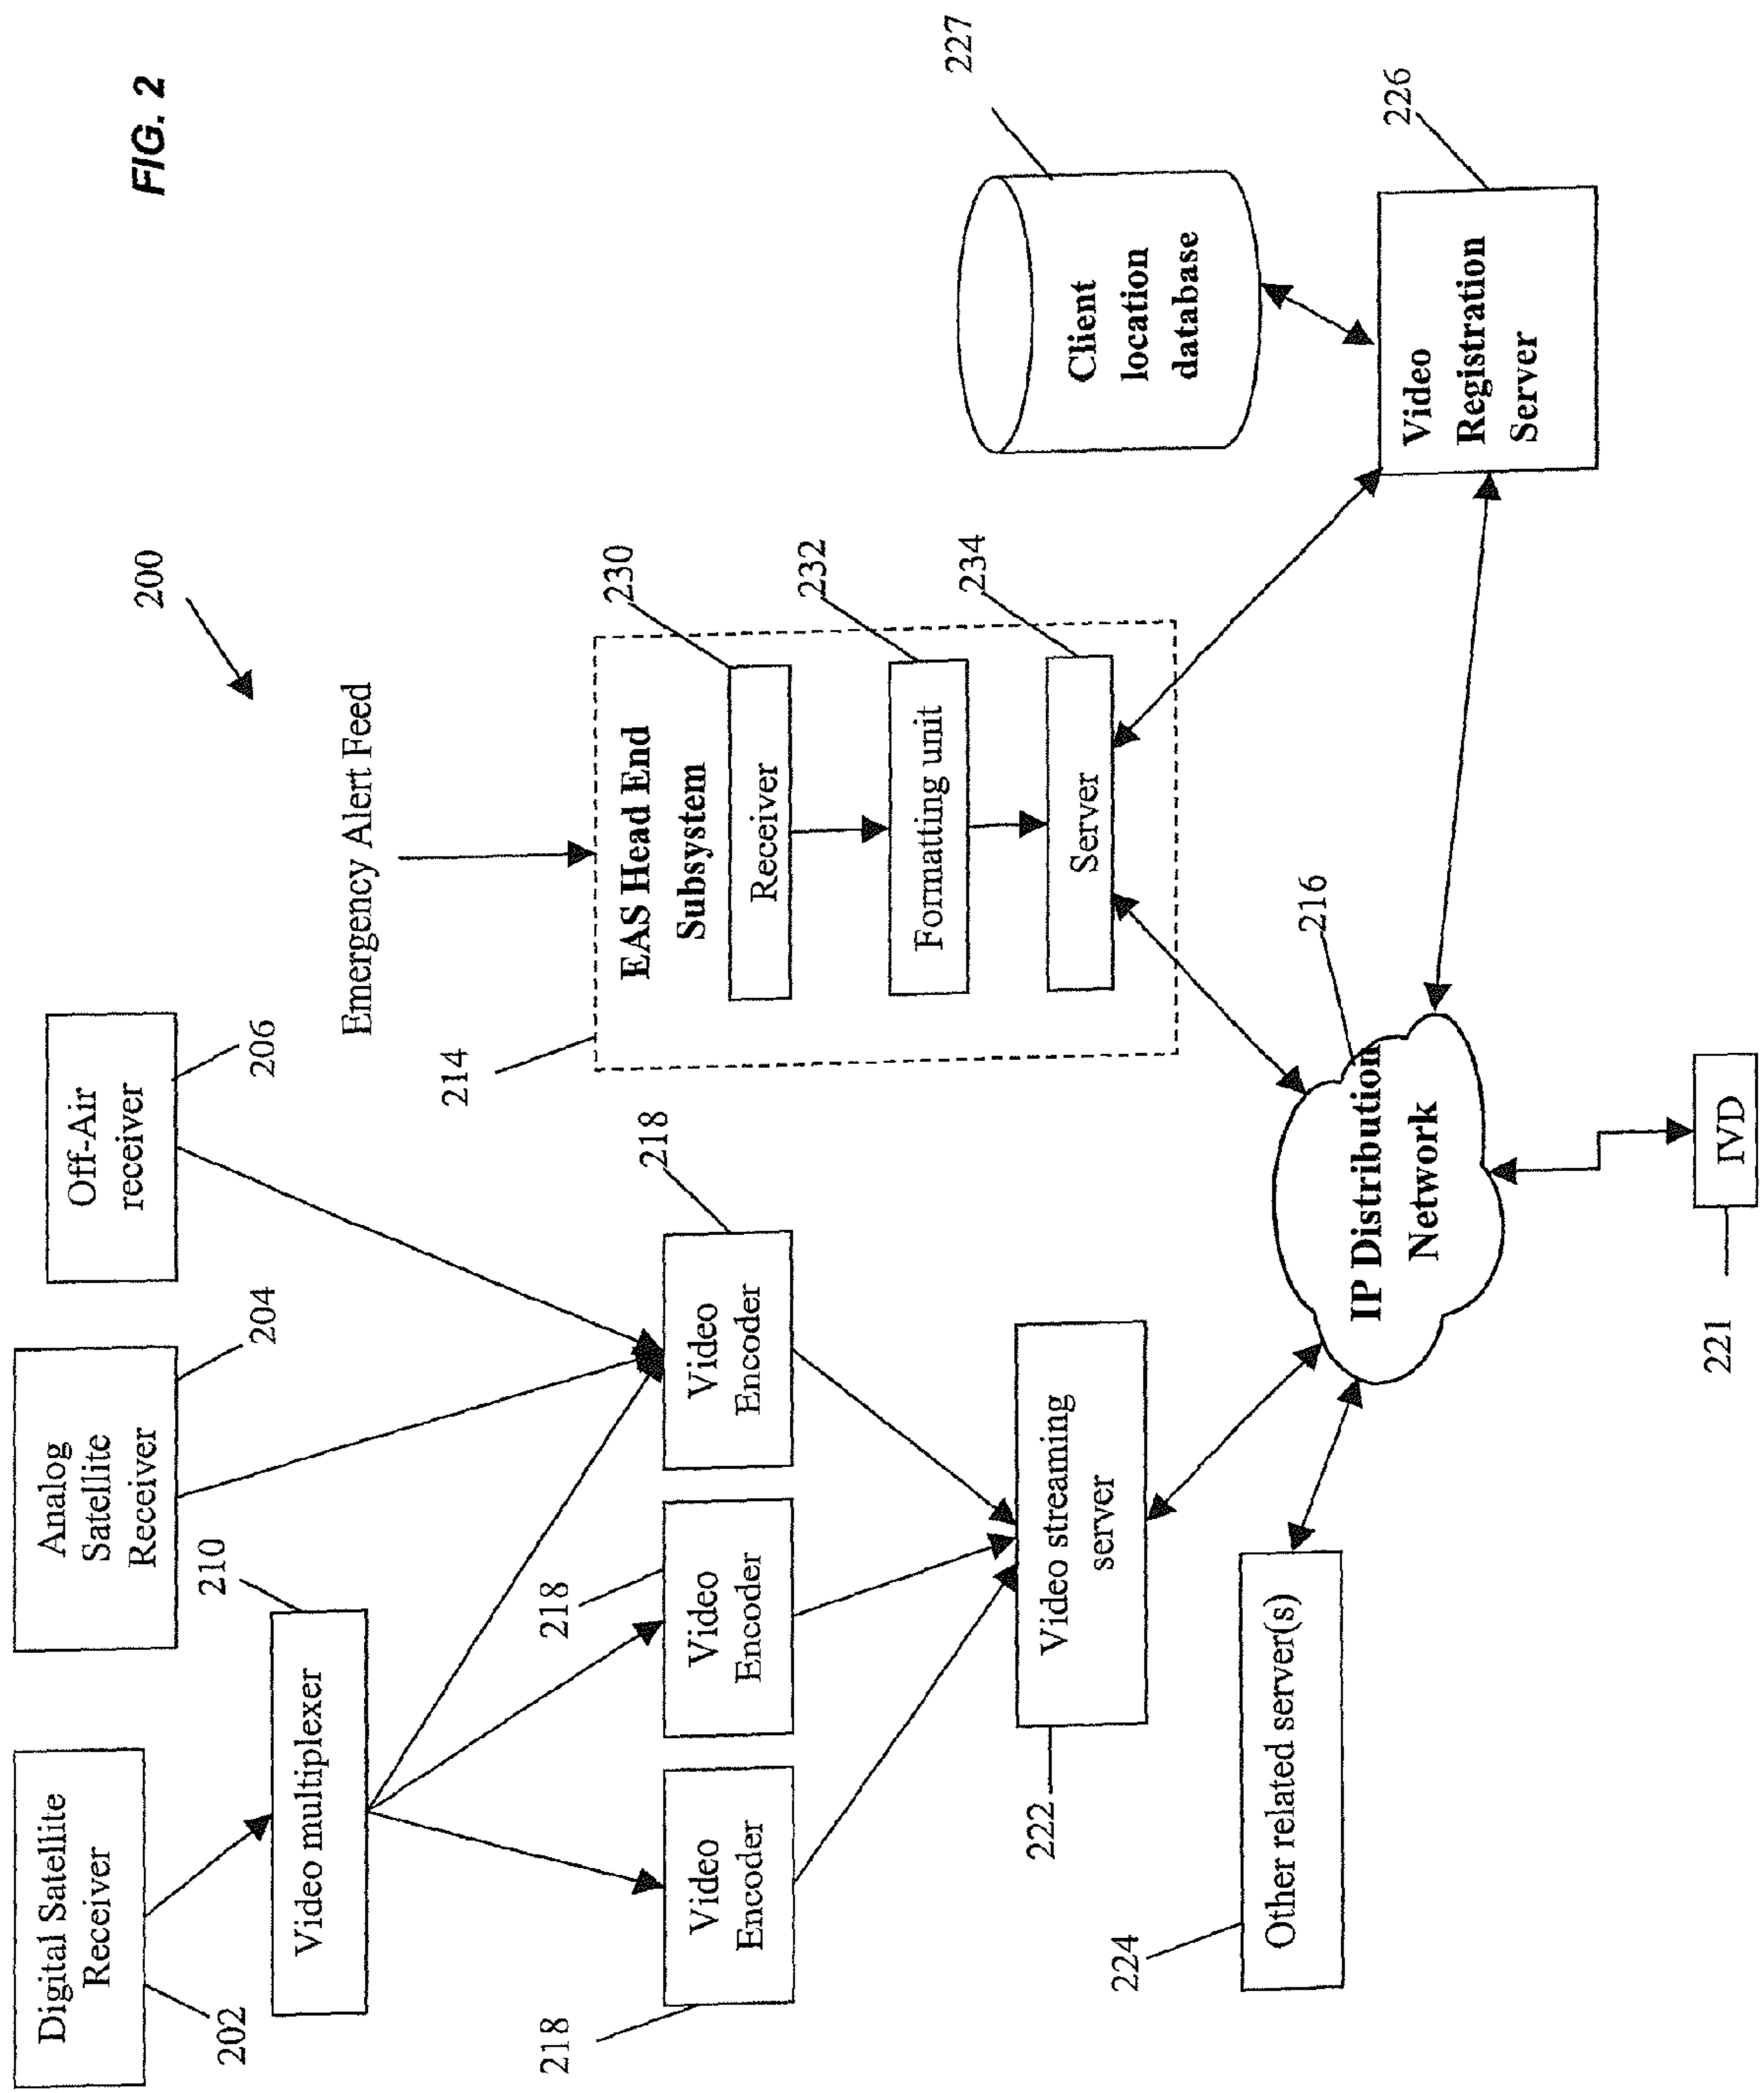 FIG. 2
200
Digital Satellite
Receiver
202
Analog
Satellite
Receiver
204
Off-Air
receiver
206
Emergency Alert Feed
210
Video multiplexer
214
EAS Head End
Subsystem
Receiver
230
Formatting unit
232
Server
234
218
Video
Encoder
218
Video
Encoder
218
Video
Encoder
Video streaming
server
222
Client
location
database
227
Video
Registration
Server
226
IP Distribution
Network
216
Other related server(s)
224
IVD
221